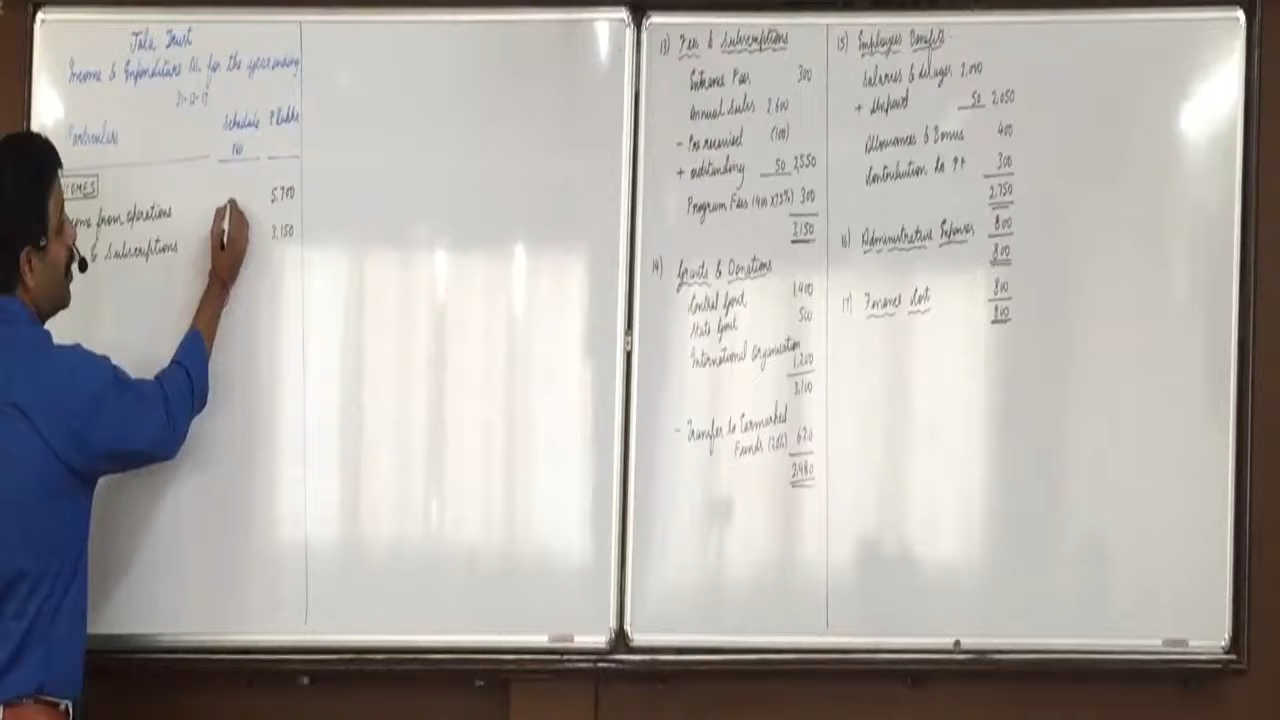 Tala Trust
Income & Expenditure A/c for the year ending
31-12-17
Particulars
Schedule
No
₹ Lakhs
OMES
ome from operations
5,700
& Subscriptions
3,150
13) Fees & Subscriptions
Entrance Fees 300
Annual Subs 2,600
- Pre received (100)
+ outstanding 50 2,550
Program Fees (400 x 75%) 300
3,150
14) Grants & Donations
Central Govt 1,400
State Govt 500
International Organisation
1,200
3,100
- Transfer to Earmarked
Funds (20%) 620
2,480
15) Employees Benefits
Salaries & Wages 2,000
+ Unpaid 50 2,050
Allowances & Bonus 400
Contribution to PF 300
2,750
16) Administrative Expenses 800
800
17) Finance Cost 800
800